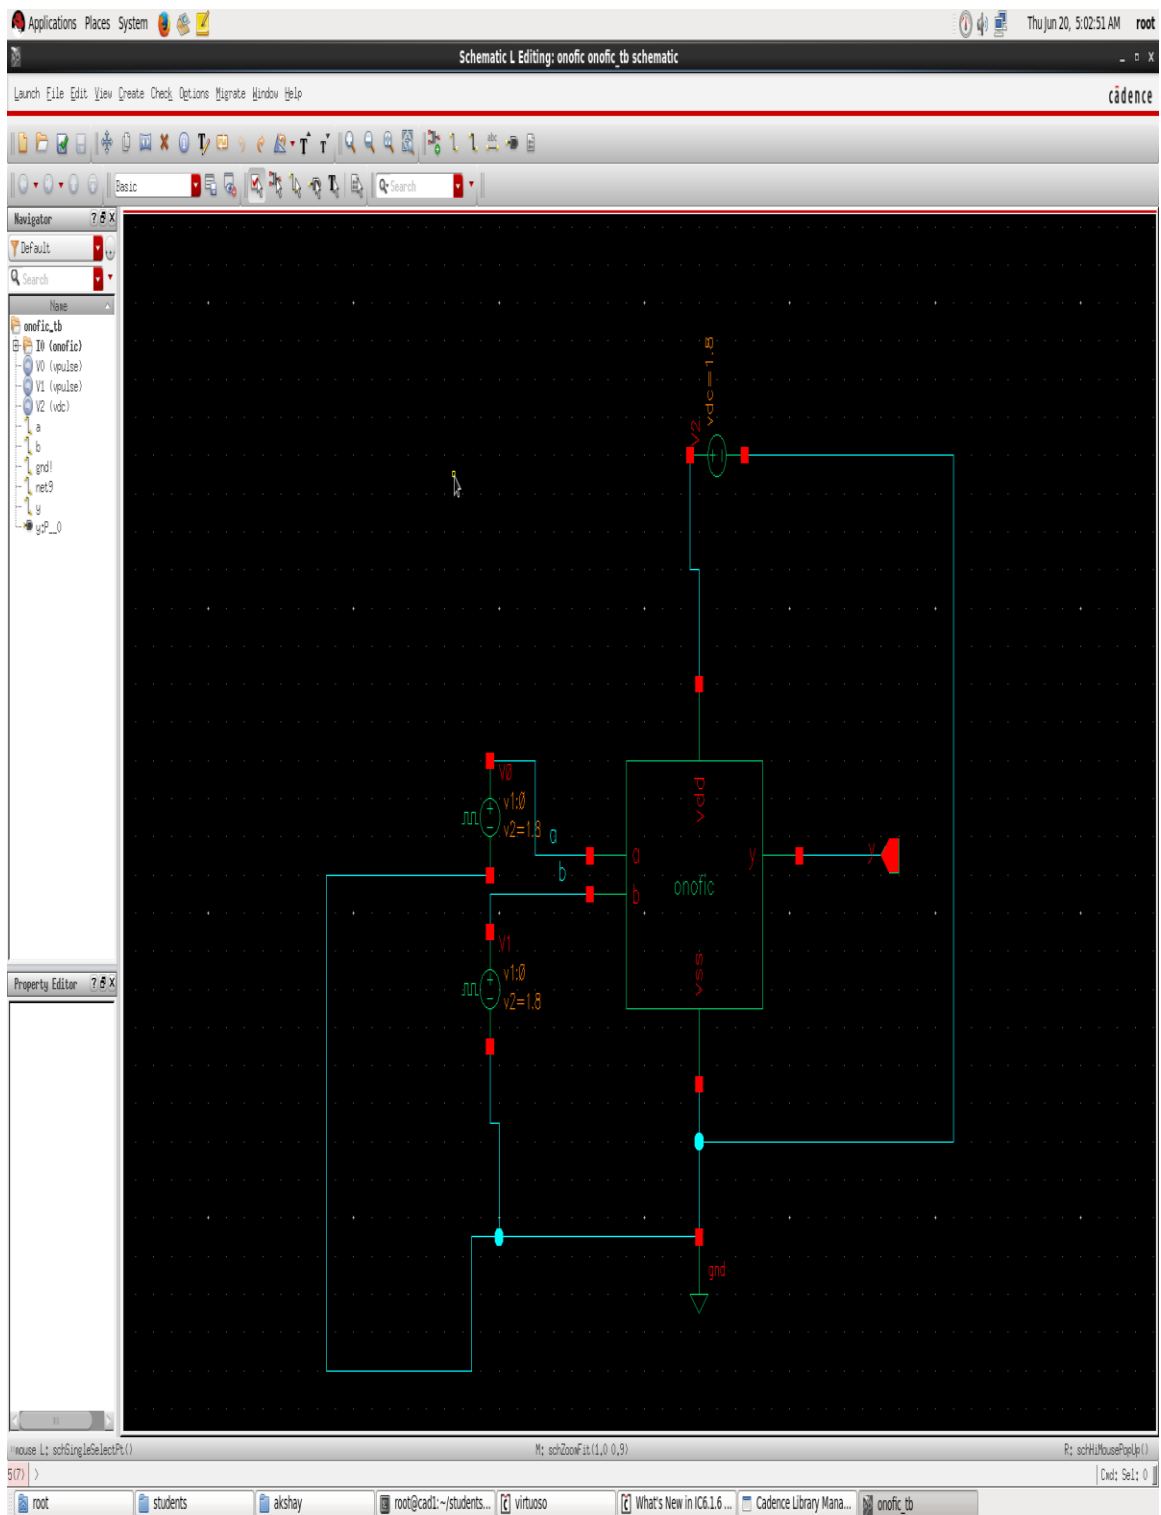 Applications Places System Thu Jun 20, 5:02:51 AM root
Schematic L Editing: onofic onofic_tb schematic
Launch File Edit View Create Check Options Migrate Window Help cādence
Basic Search
Navigator
Default
Search
Name
onofic_tb
I0 (onofic)
V0 (vpulse)
V1 (vpulse)
V2 (vdc)
a
b
gnd!
net9
y
y:P__0
Property Editor
vdc=1.8
V2
V0
v1:0
v2=1.8
a
b
V1
v1:0
v2=1.8
vdd
a
y
y
b
onofic
vss
gnd
mouse L: schSingleSelectPt() M: schZoomFit(1.0 0.9) R: schHiMousePopUp()
5(7) > Cmd: Sel: 0
root students akshay root@cad1:~/students... virtuoso What's New in IC6.1.6 ... Cadence Library Mana... onofic_tb